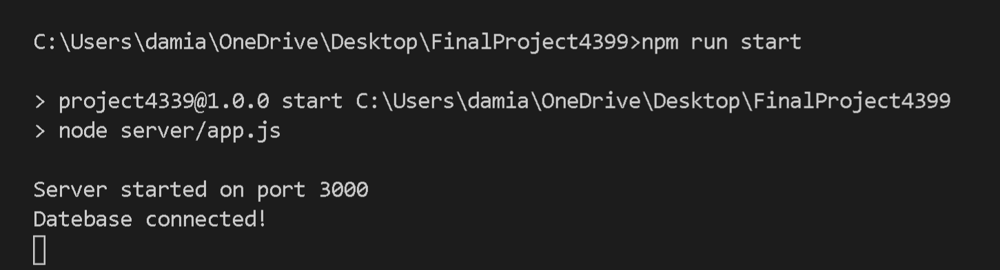 C:\Users\damia\OneDrive\Desktop\FinalProject4399>npm run start
> project4339@1.0.0 start C:\Users\damia\OneDrive\Desktop\FinalProject4399
> node server/app.js
Server started on port 3000
Datebase connected!